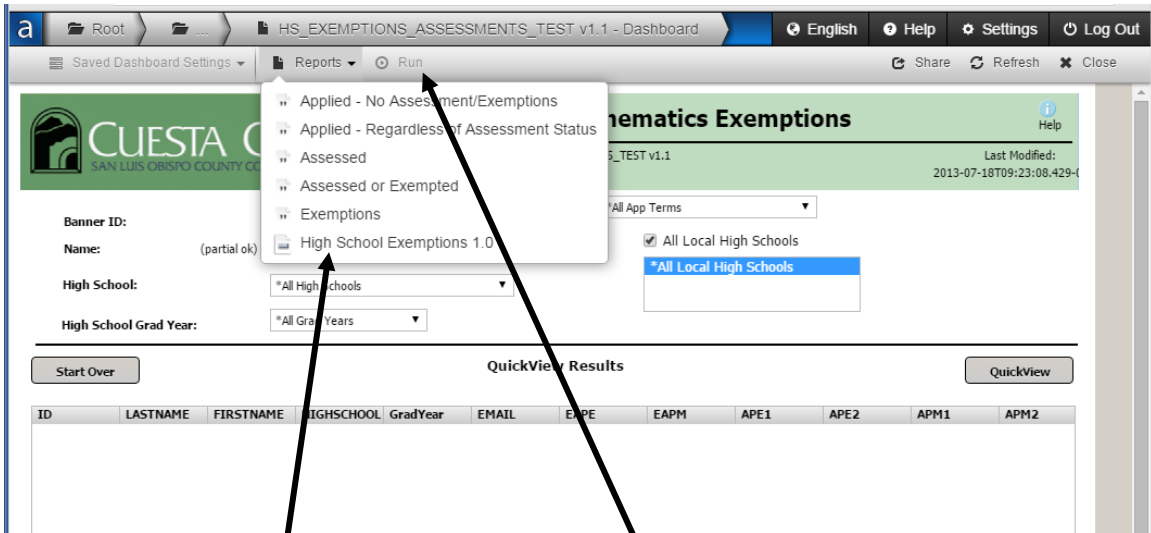 a Root ... HS_EXEMPTIONS_ASSESSMENTS_TEST v1.1 - Dashboard English Help Settings Log Out
Saved Dashboard Settings Reports Run Share Refresh Close
Applied - No Assessment/Exemptions
Applied - Regardless of Assessment Status
Assessed
Assessed or Exempted
Exemptions
High School Exemptions 1.0
CUESTA C
SAN LUIS OBISPO COUNTY CO
hematics Exemptions
Help
S_TEST v1.1
Last Modified:
2013-07-18T09:23:08.429-0
Banner ID:
*All App Terms
Name: (partial ok)
All Local High Schools
*All Local High Schools
High School: *All High Schools
High School Grad Year: *All Grad Years
Start Over QuickView Results QuickView
ID LASTNAME FIRSTNAME HIGHSCHOOL GradYear EMAIL EAPE EAPM APE1 APE2 APM1 APM2